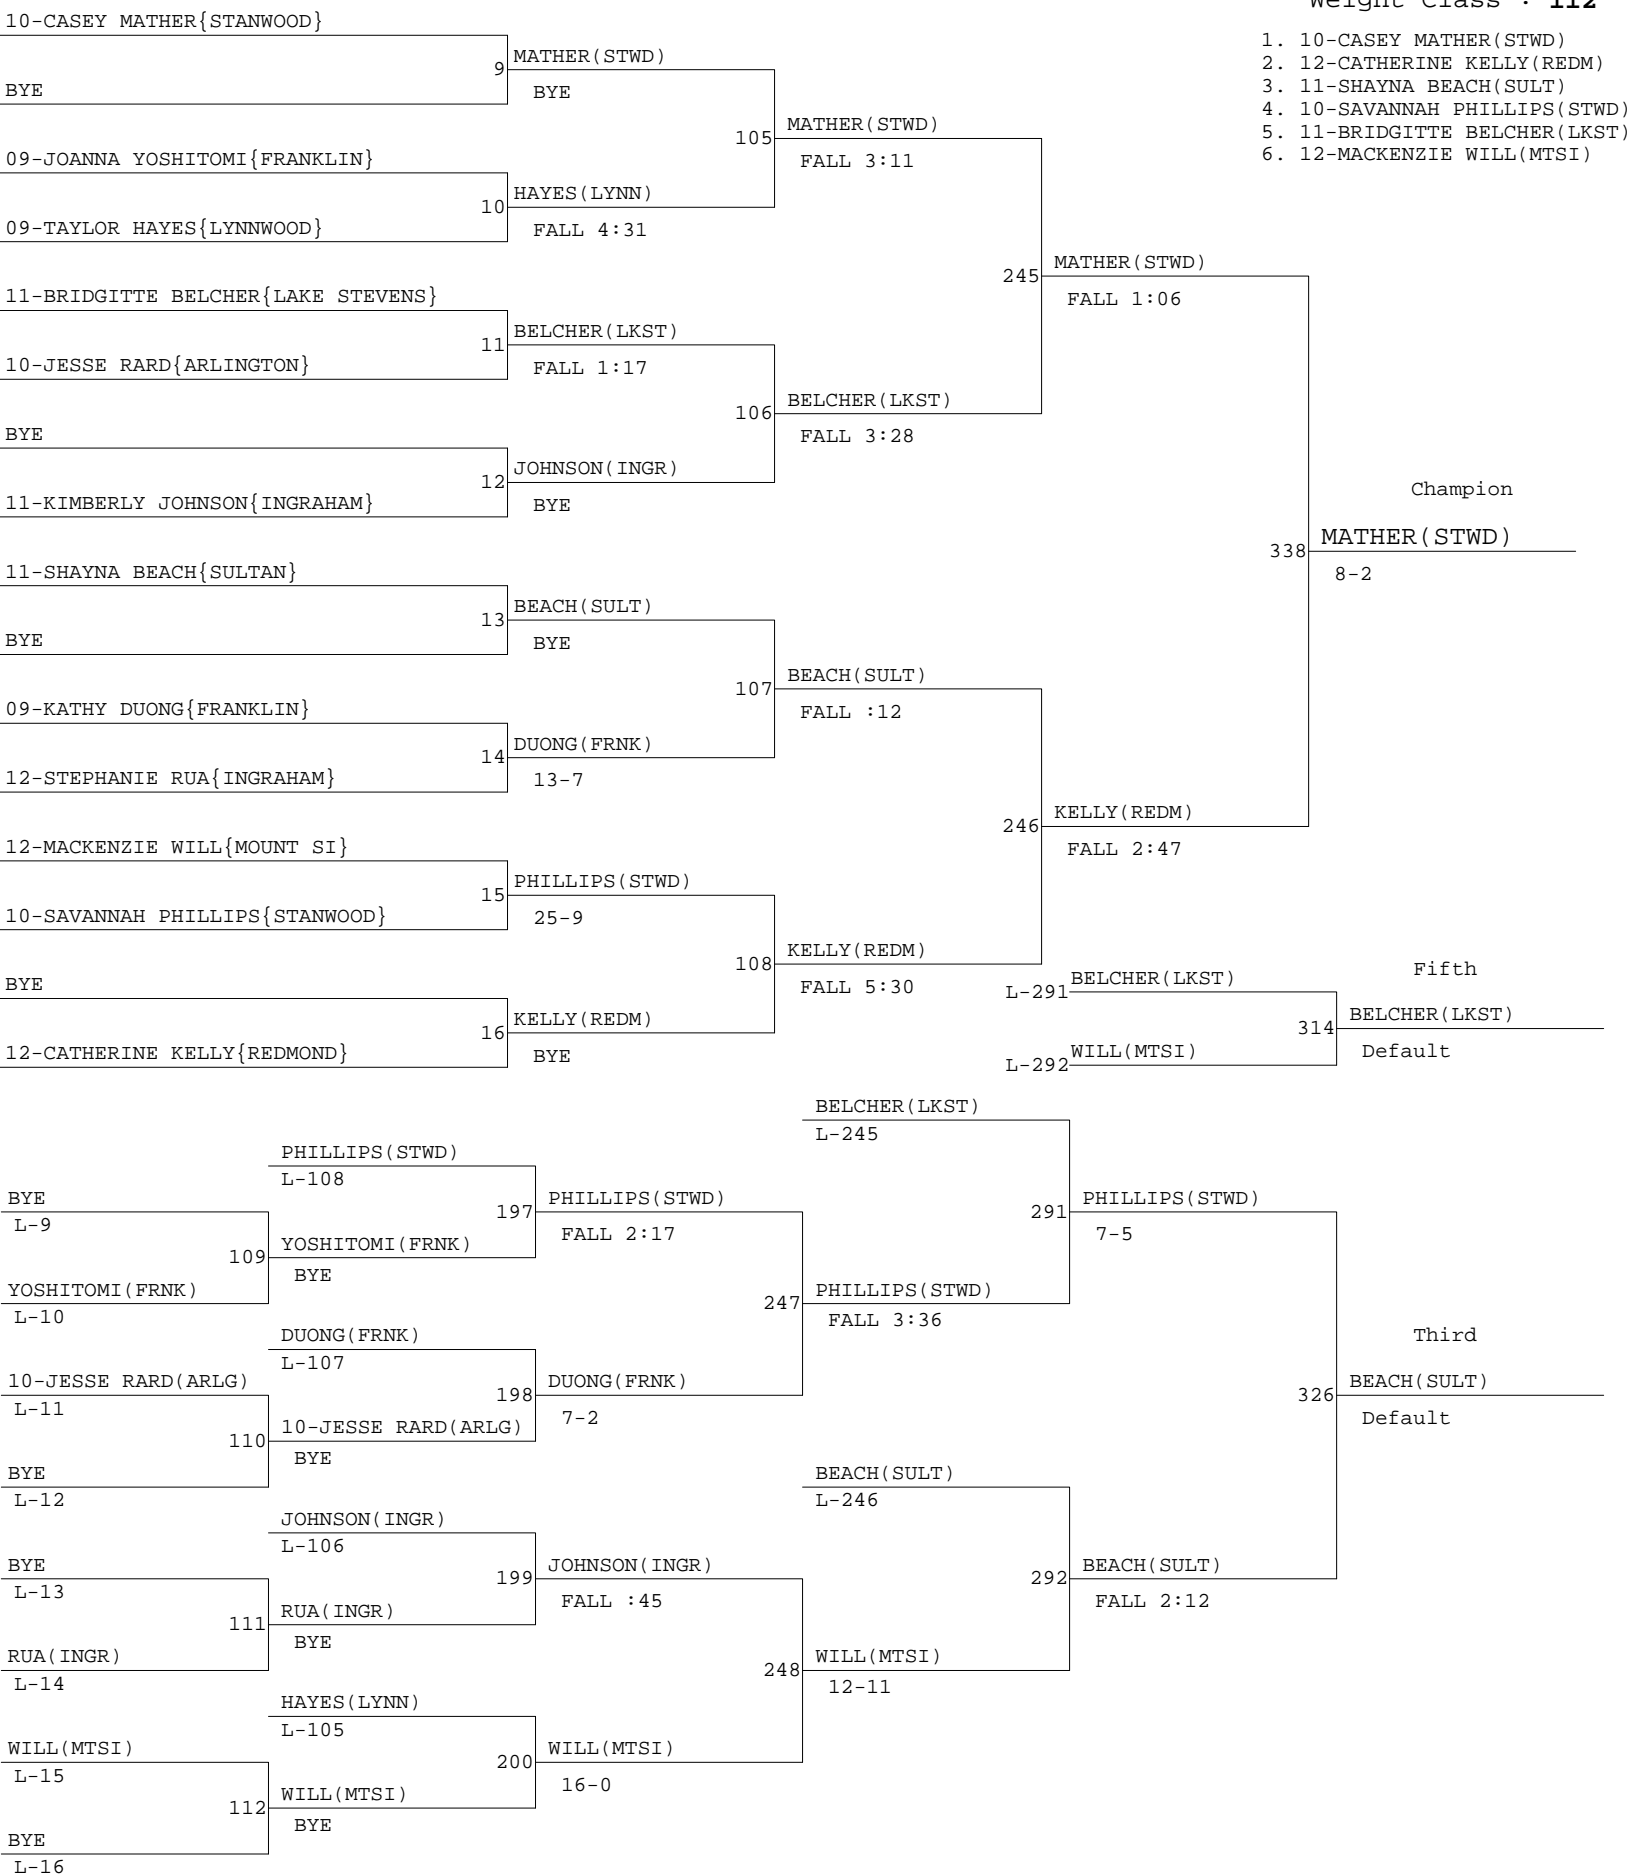 Weight Class : 112
1. 10-CASEY MATHER(STWD)
2. 12-CATHERINE KELLY(REDM)
3. 11-SHAYNA BEACH(SULT)
4. 10-SAVANNAH PHILLIPS(STWD)
5. 11-BRIDGITTE BELCHER(LKST)
6. 12-MACKENZIE WILL(MTSI)
10-CASEY MATHER{STANWOOD}
MATHER(STWD)
9
BYE
BYE
MATHER(STWD)
105
FALL 3:11
09-JOANNA YOSHITOMI{FRANKLIN}
HAYES(LYNN)
10
09-TAYLOR HAYES{LYNNWOOD}
FALL 4:31
MATHER(STWD)
245
FALL 1:06
11-BRIDGITTE BELCHER{LAKE STEVENS}
BELCHER(LKST)
11
10-JESSE RARD{ARLINGTON}
FALL 1:17
BELCHER(LKST)
106
FALL 3:28
BYE
JOHNSON(INGR)
12
11-KIMBERLY JOHNSON{INGRAHAM}
BYE
Champion
MATHER(STWD)
338
8-2
11-SHAYNA BEACH{SULTAN}
BEACH(SULT)
13
BYE
BYE
BEACH(SULT)
107
FALL :12
09-KATHY DUONG{FRANKLIN}
DUONG(FRNK)
14
12-STEPHANIE RUA{INGRAHAM}
13-7
KELLY(REDM)
246
FALL 2:47
12-MACKENZIE WILL{MOUNT SI}
PHILLIPS(STWD)
15
10-SAVANNAH PHILLIPS{STANWOOD}
25-9
KELLY(REDM)
108
FALL 5:30
BYE
KELLY(REDM)
16
12-CATHERINE KELLY{REDMOND}
BYE
Fifth
BELCHER(LKST)
L-291
BELCHER(LKST)
314
Default
WILL(MTSI)
L-292
BELCHER(LKST)
L-245
PHILLIPS(STWD)
L-108
BYE
L-9
PHILLIPS(STWD)
197
FALL 2:17
PHILLIPS(STWD)
291
7-5
YOSHITOMI(FRNK)
109
BYE
YOSHITOMI(FRNK)
L-10
PHILLIPS(STWD)
247
FALL 3:36
DUONG(FRNK)
L-107
Third
10-JESSE RARD(ARLG)
L-11
DUONG(FRNK)
198
7-2
BEACH(SULT)
326
Default
10-JESSE RARD(ARLG)
110
BYE
BYE
L-12
BEACH(SULT)
L-246
JOHNSON(INGR)
L-106
BYE
L-13
JOHNSON(INGR)
199
FALL :45
BEACH(SULT)
292
FALL 2:12
RUA(INGR)
111
BYE
RUA(INGR)
L-14
WILL(MTSI)
248
12-11
HAYES(LYNN)
L-105
WILL(MTSI)
L-15
WILL(MTSI)
200
16-0
WILL(MTSI)
112
BYE
BYE
L-16